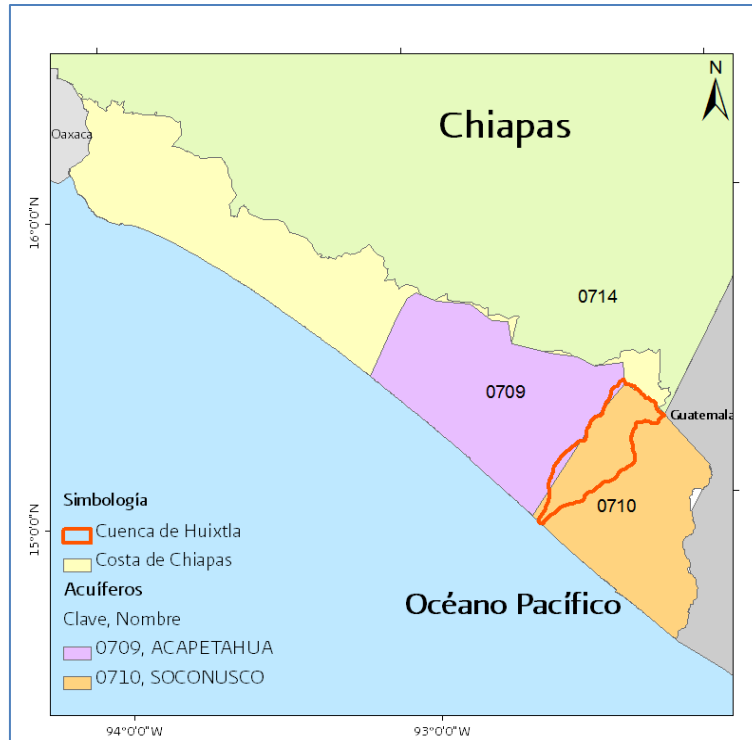 N
Chiapas
Oaxaca
16°0'0"N
0714
0709
Guatemala
0710
15°0'0"N
Océano Pacífico
Simbología
Cuenca de Huixtla
Costa de Chiapas
Acuíferos
Clave, Nombre
0709, ACAPETAHUA
0710, SOCONUSCO
94°0'0"W
93°0'0"W